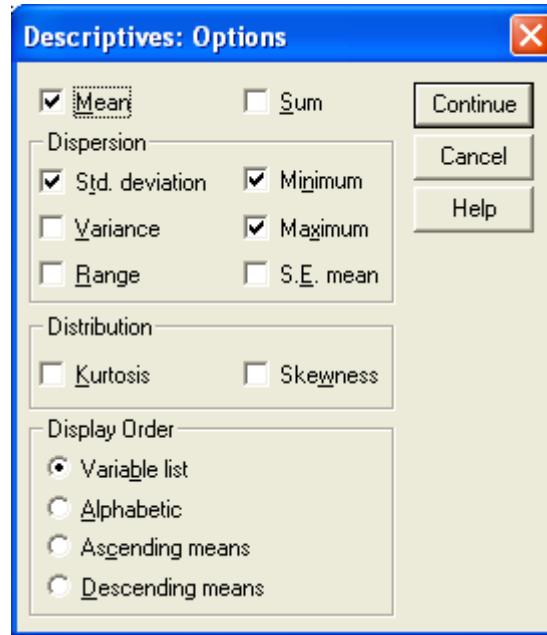 Descriptives: Options
Mean Sum
Continue
Dispersion
Cancel
Std. deviation Minimum
Help
Variance Maximum
Range S.E. mean
Distribution
Kurtosis Skewness
Display Order
Variable list
Alphabetic
Ascending means
Descending means